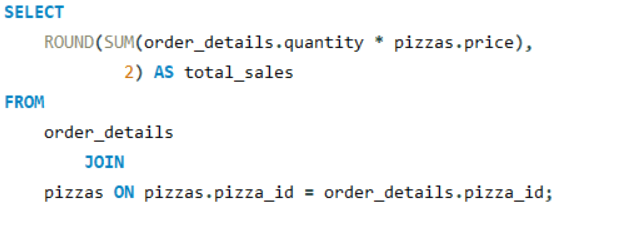 SELECT
    ROUND(SUM(order_details.quantity * pizzas.price),
            2) AS total_sales
FROM
    order_details
        JOIN
    pizzas ON pizzas.pizza_id = order_details.pizza_id;